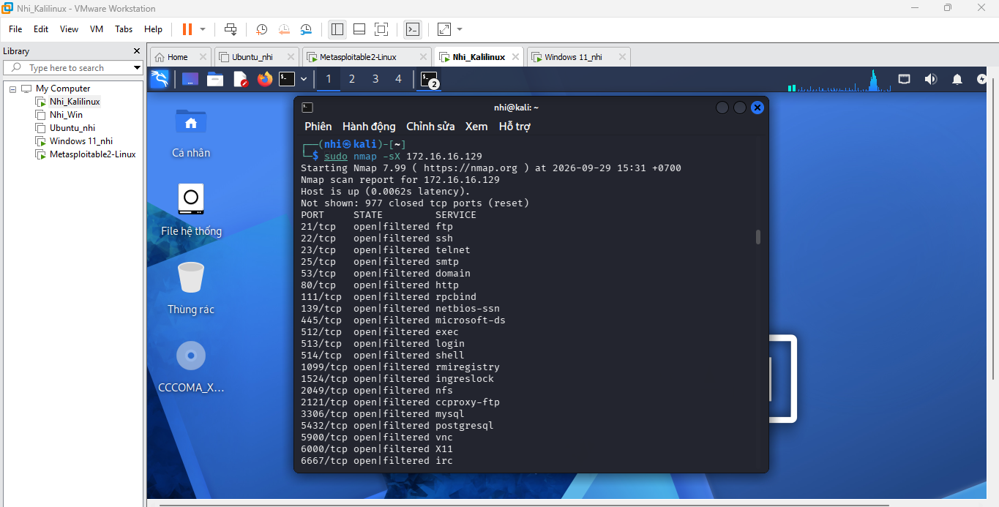 Nhi_Kalilinux - VMware Workstation
File Edit View VM Tabs Help
Library
Type here to search
My Computer
Nhi_Kalilinux
Nhi_Win
Ubuntu_nhi
Windows 11_nhi
Metasploitable2-Linux
Home Ubuntu_nhi Metasploitable2-Linux Nhi_Kalilinux Windows 11_nhi
1 2 3 4 2
Cá nhân
File hệ thống
Thùng rác
CCCOMA_X...
nhi@kali: ~
Phiên Hành động Chỉnh sửa Xem Hỗ trợ
┌──(nhi㉿kali)-[~]
└─$ sudo nmap -sX 172.16.16.129
Starting Nmap 7.99 ( https://nmap.org ) at 2026-09-29 15:31 +0700
Nmap scan report for 172.16.16.129
Host is up (0.0062s latency).
Not shown: 977 closed tcp ports (reset)
PORT STATE SERVICE
21/tcp open|filtered ftp
22/tcp open|filtered ssh
23/tcp open|filtered telnet
25/tcp open|filtered smtp
53/tcp open|filtered domain
80/tcp open|filtered http
111/tcp open|filtered rpcbind
139/tcp open|filtered netbios-ssn
445/tcp open|filtered microsoft-ds
512/tcp open|filtered exec
513/tcp open|filtered login
514/tcp open|filtered shell
1099/tcp open|filtered rmiregistry
1524/tcp open|filtered ingreslock
2049/tcp open|filtered nfs
2121/tcp open|filtered ccproxy-ftp
3306/tcp open|filtered mysql
5432/tcp open|filtered postgresql
5900/tcp open|filtered vnc
6000/tcp open|filtered X11
6667/tcp open|filtered irc